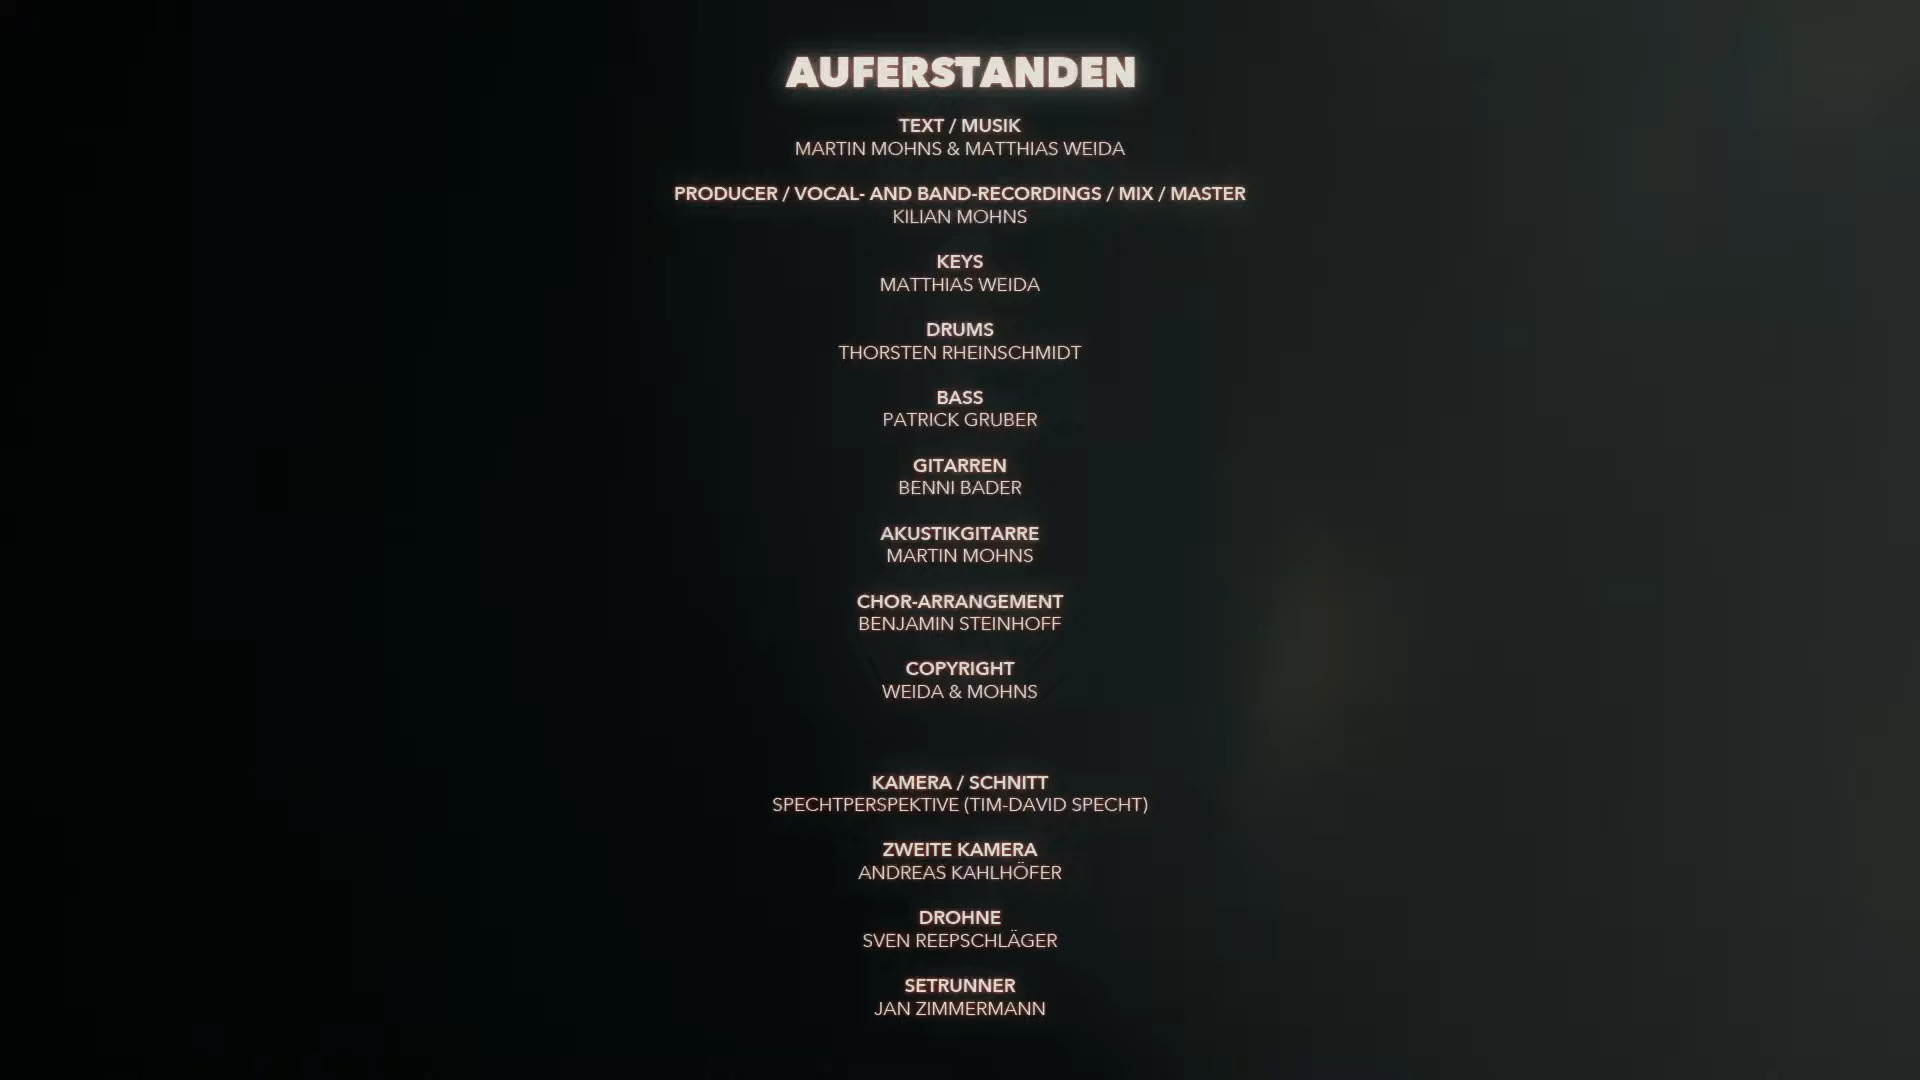 AUFERSTANDEN
TEXT / MUSIK
MARTIN MOHNS & MATTHIAS WEIDA
PRODUCER / VOCAL- AND BAND-RECORDINGS / MIX / MASTER
KILIAN MOHNS
KEYS
MATTHIAS WEIDA
DRUMS
THORSTEN RHEINSCHMIDT
BASS
PATRICK GRUBER
GITARREN
BENNI BADER
AKUSTIKGITARRE
MARTIN MOHNS
CHOR-ARRANGEMENT
BENJAMIN STEINHOFF
COPYRIGHT
WEIDA & MOHNS
KAMERA / SCHNITT
SPECHTPERSPEKTIVE (TIM-DAVID SPECHT)
ZWEITE KAMERA
ANDREAS KAHLHÖFER
DROHNE
SVEN REEPSCHLÄGER
SETRUNNER
JAN ZIMMERMANN